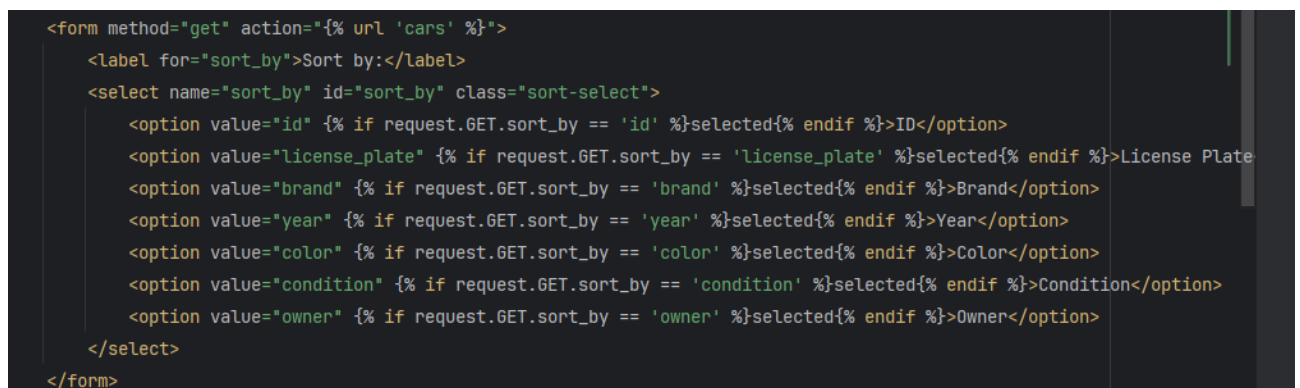 <form method="get" action="{% url 'cars' %}">
<label for="sort_by">Sort by:</label>
<select name="sort_by" id="sort_by" class="sort-select">
<option value="id" {% if request.GET.sort_by == 'id' %}selected{% endif %}>ID</option>
<option value="license_plate" {% if request.GET.sort_by == 'license_plate' %}selected{% endif %}>License Plate
<option value="brand" {% if request.GET.sort_by == 'brand' %}selected{% endif %}>Brand</option>
<option value="year" {% if request.GET.sort_by == 'year' %}selected{% endif %}>Year</option>
<option value="color" {% if request.GET.sort_by == 'color' %}selected{% endif %}>Color</option>
<option value="condition" {% if request.GET.sort_by == 'condition' %}selected{% endif %}>Condition</option>
<option value="owner" {% if request.GET.sort_by == 'owner' %}selected{% endif %}>Owner</option>
</select>
</form>